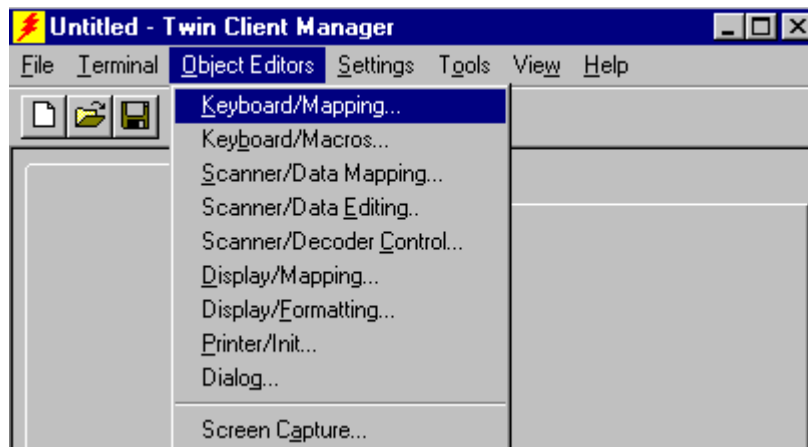 Untitled - Twin Client Manager
File Terminal Object Editors Settings Tools View Help
Keyboard/Mapping...
Keyboard/Macros...
Scanner/Data Mapping...
Scanner/Data Editing..
Scanner/Decoder Control...
Display/Mapping...
Display/Formatting...
Printer/Init...
Dialog...
Screen Capture...